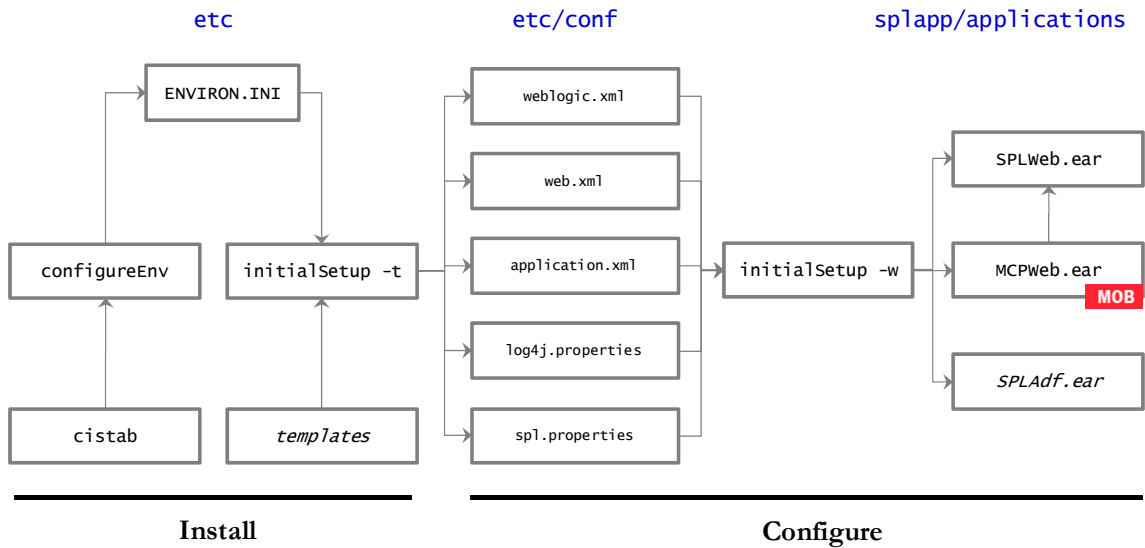 etc
etc/conf
splapp/applications
ENVIRON.INI
weblogic.xml
SPLWeb.ear
web.xml
configureEnv
initialSetup -t
application.xml
initialSetup -w
MCPWeb.ear
MOB
log4j.properties
SPLAdf.ear
cistab
templates
spl.properties
Install
Configure